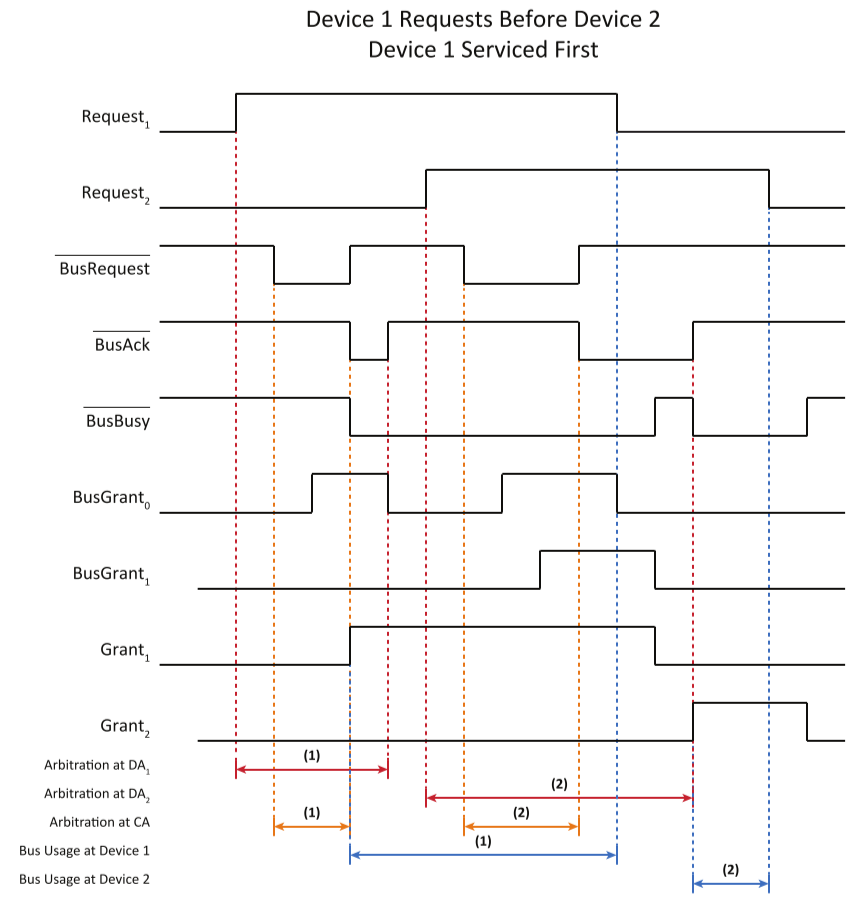 Device 1 Requests Before Device 2
Device 1 Serviced First
Request₁
Request₂
BusRequest
BusAck
BusBusy
BusGrant₀
BusGrant₁
Grant₁
Grant₂
Arbitration at DA₁
(1)
Arbitration at DA₂
(2)
Arbitration at CA
(1)
(2)
Bus Usage at Device 1
(1)
Bus Usage at Device 2
(2)